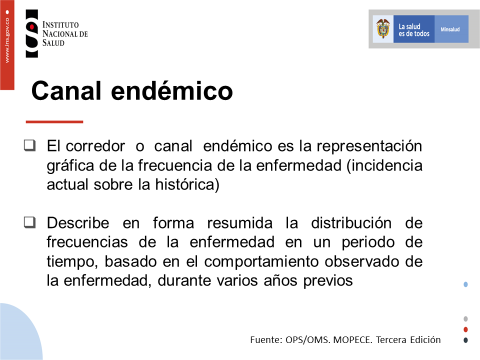 www.ins.gov.co
INSTITUTO
NACIONAL DE
SALUD
La salud
es de todos
Minsalud
Canal endémico
El corredor o canal endémico es la representación
gráfica de la frecuencia de la enfermedad (incidencia
actual sobre la histórica)
Describe en forma resumida la distribución de
frecuencias de la enfermedad en un periodo de
tiempo, basado en el comportamiento observado de
la enfermedad, durante varios años previos
Fuente: OPS/OMS. MOPECE. Tercera Edición